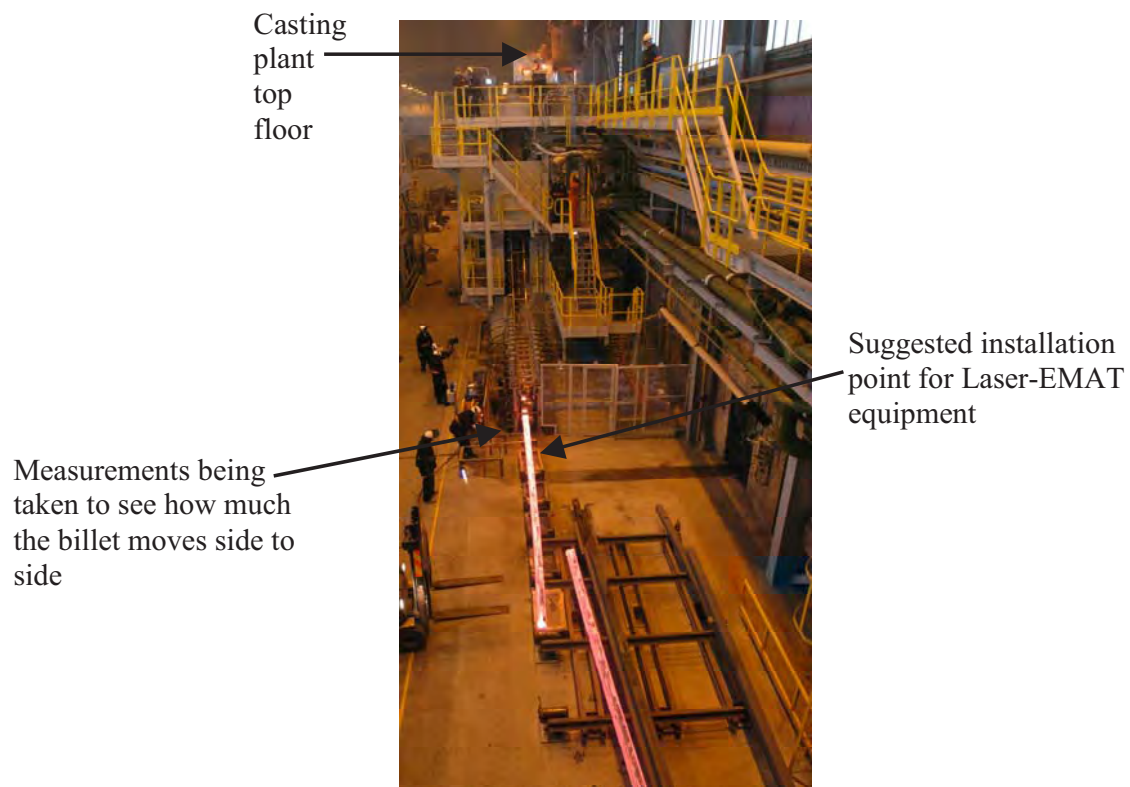 Casting
plant
top
floor
Suggested installation
point for Laser-EMAT
equipment
Measurements being
taken to see how much
the billet moves side to
side